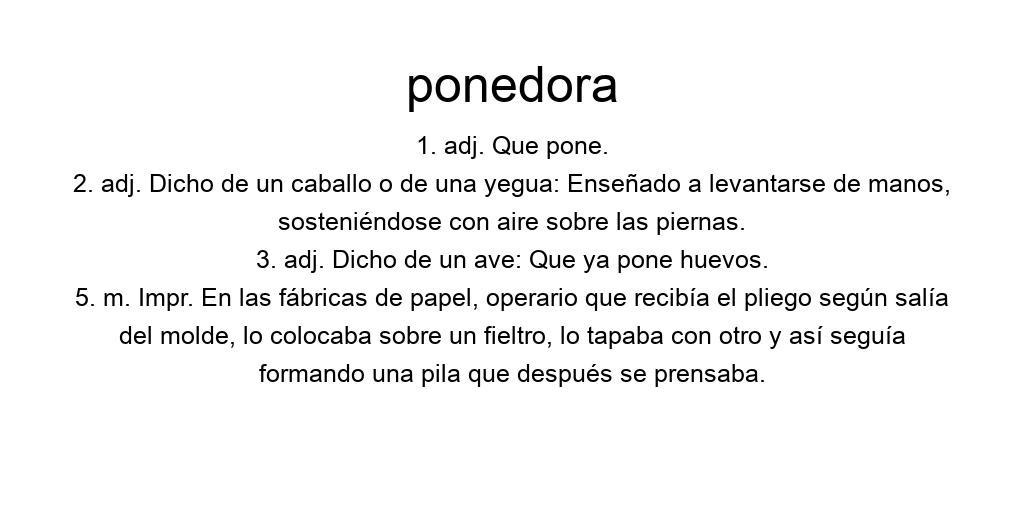 ponedora
1. adj. Que pone.
2. adj. Dicho de un caballo o de una yegua: Enseñado a levantarse de manos,
sosteniéndose con aire sobre las piernas.
3. adj. Dicho de un ave: Que ya pone huevos.
5. m. Impr. En las fábricas de papel, operario que recibía el pliego según salía
del molde, lo colocaba sobre un fieltro, lo tapaba con otro y así seguía
formando una pila que después se prensaba.